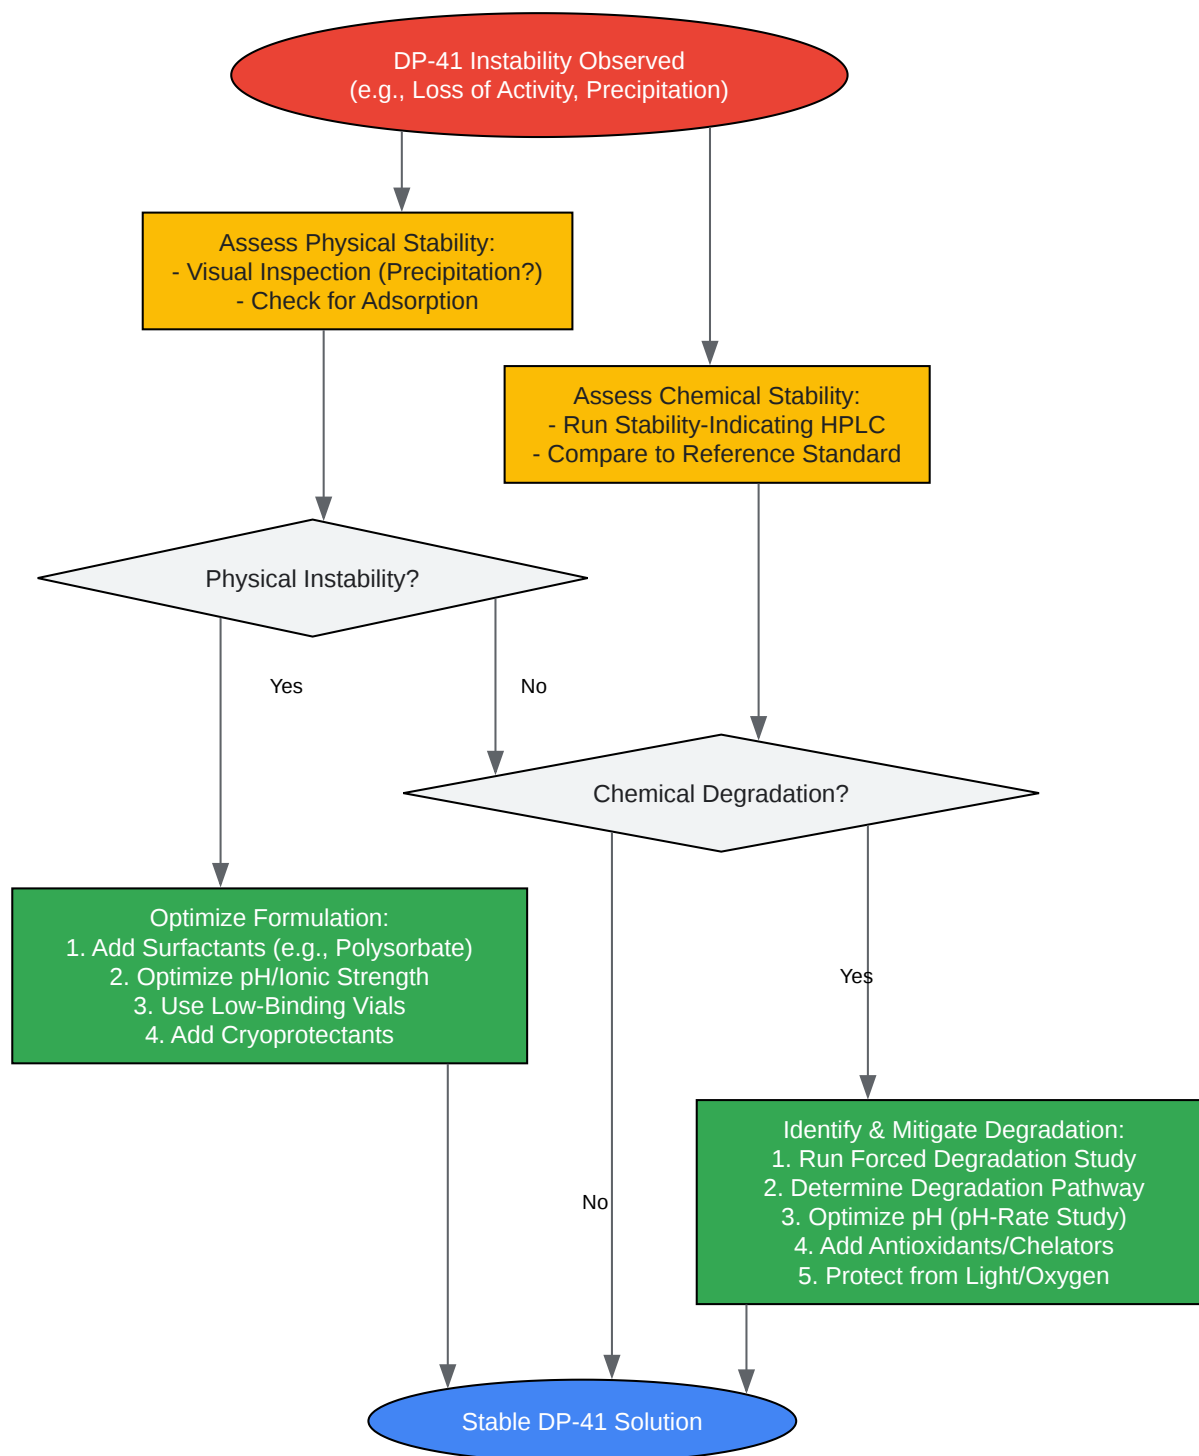 DP-41 Instability Observed
(e.g., Loss of Activity, Precipitation)
Assess Physical Stability:
- Visual Inspection (Precipitation?)
- Check for Adsorption
Assess Chemical Stability:
- Run Stability-Indicating HPLC
- Compare to Reference Standard
Physical Instability?
Yes
No
Chemical Degradation?
Optimize Formulation:
1. Add Surfactants (e.g., Polysorbate)
2. Optimize pH/Ionic Strength
3. Use Low-Binding Vials
4. Add Cryoprotectants
Yes
No
Identify & Mitigate Degradation:
1. Run Forced Degradation Study
2. Determine Degradation Pathway
3. Optimize pH (pH-Rate Study)
4. Add Antioxidants/Chelators
5. Protect from Light/Oxygen
Stable DP-41 Solution